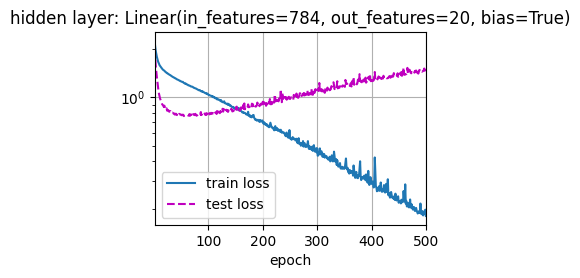 hidden layer: Linear(in_features=784, out_features=20, bias=True)
10⁰
train loss
test loss
100 200 300 400 500
epoch